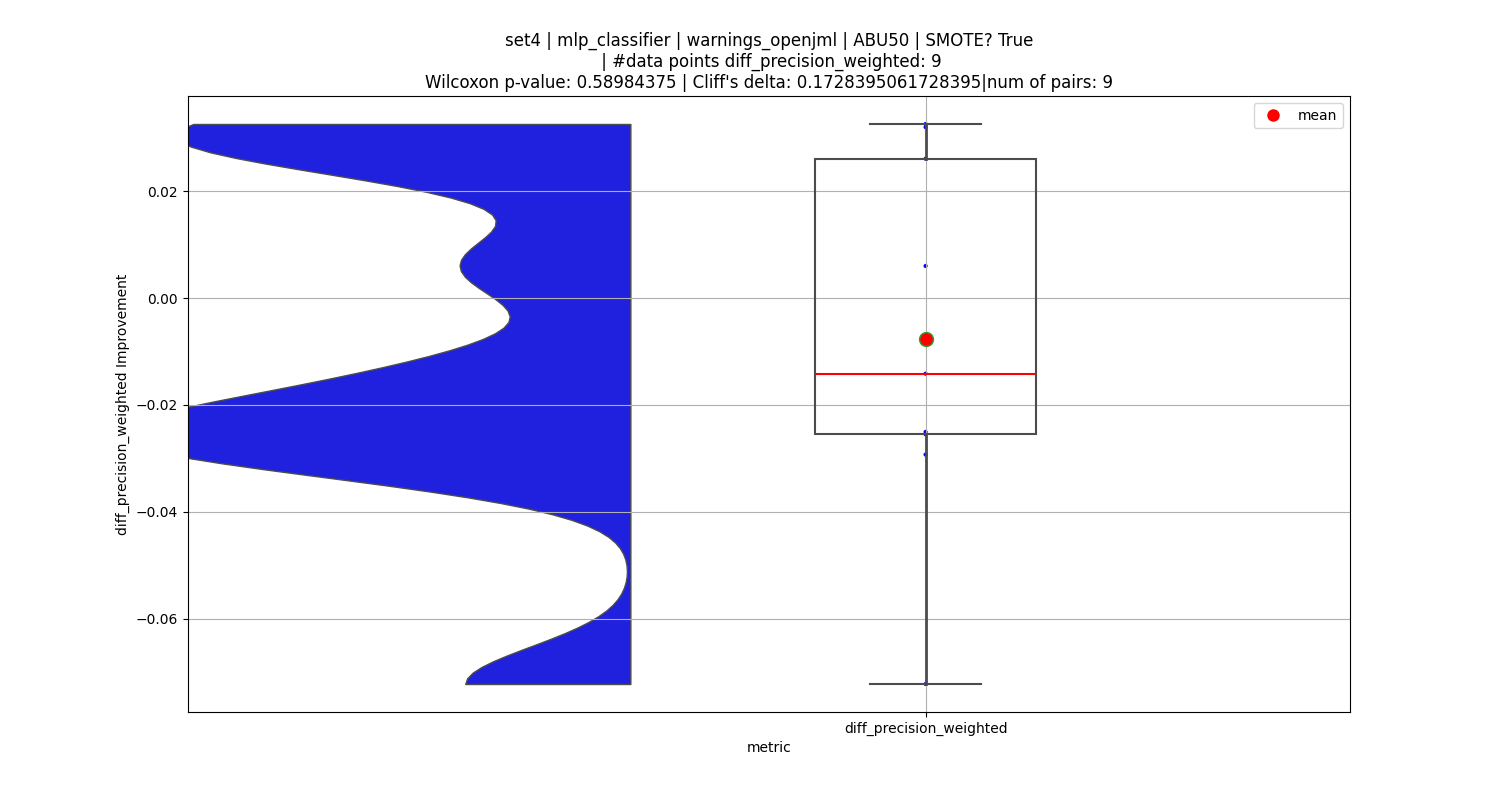 set4 | mlp_classifier | warnings_openjml | ABU50 | SMOTE? True
| #data points diff_precision_weighted: 9
Wilcoxon p-value: 0.58984375 | Cliff's delta: 0.1728395061728395|num of pairs: 9
mean
0.02
0.00
−0.02
−0.04
−0.06
diff_precision_weighted Improvement
diff_precision_weighted
metric